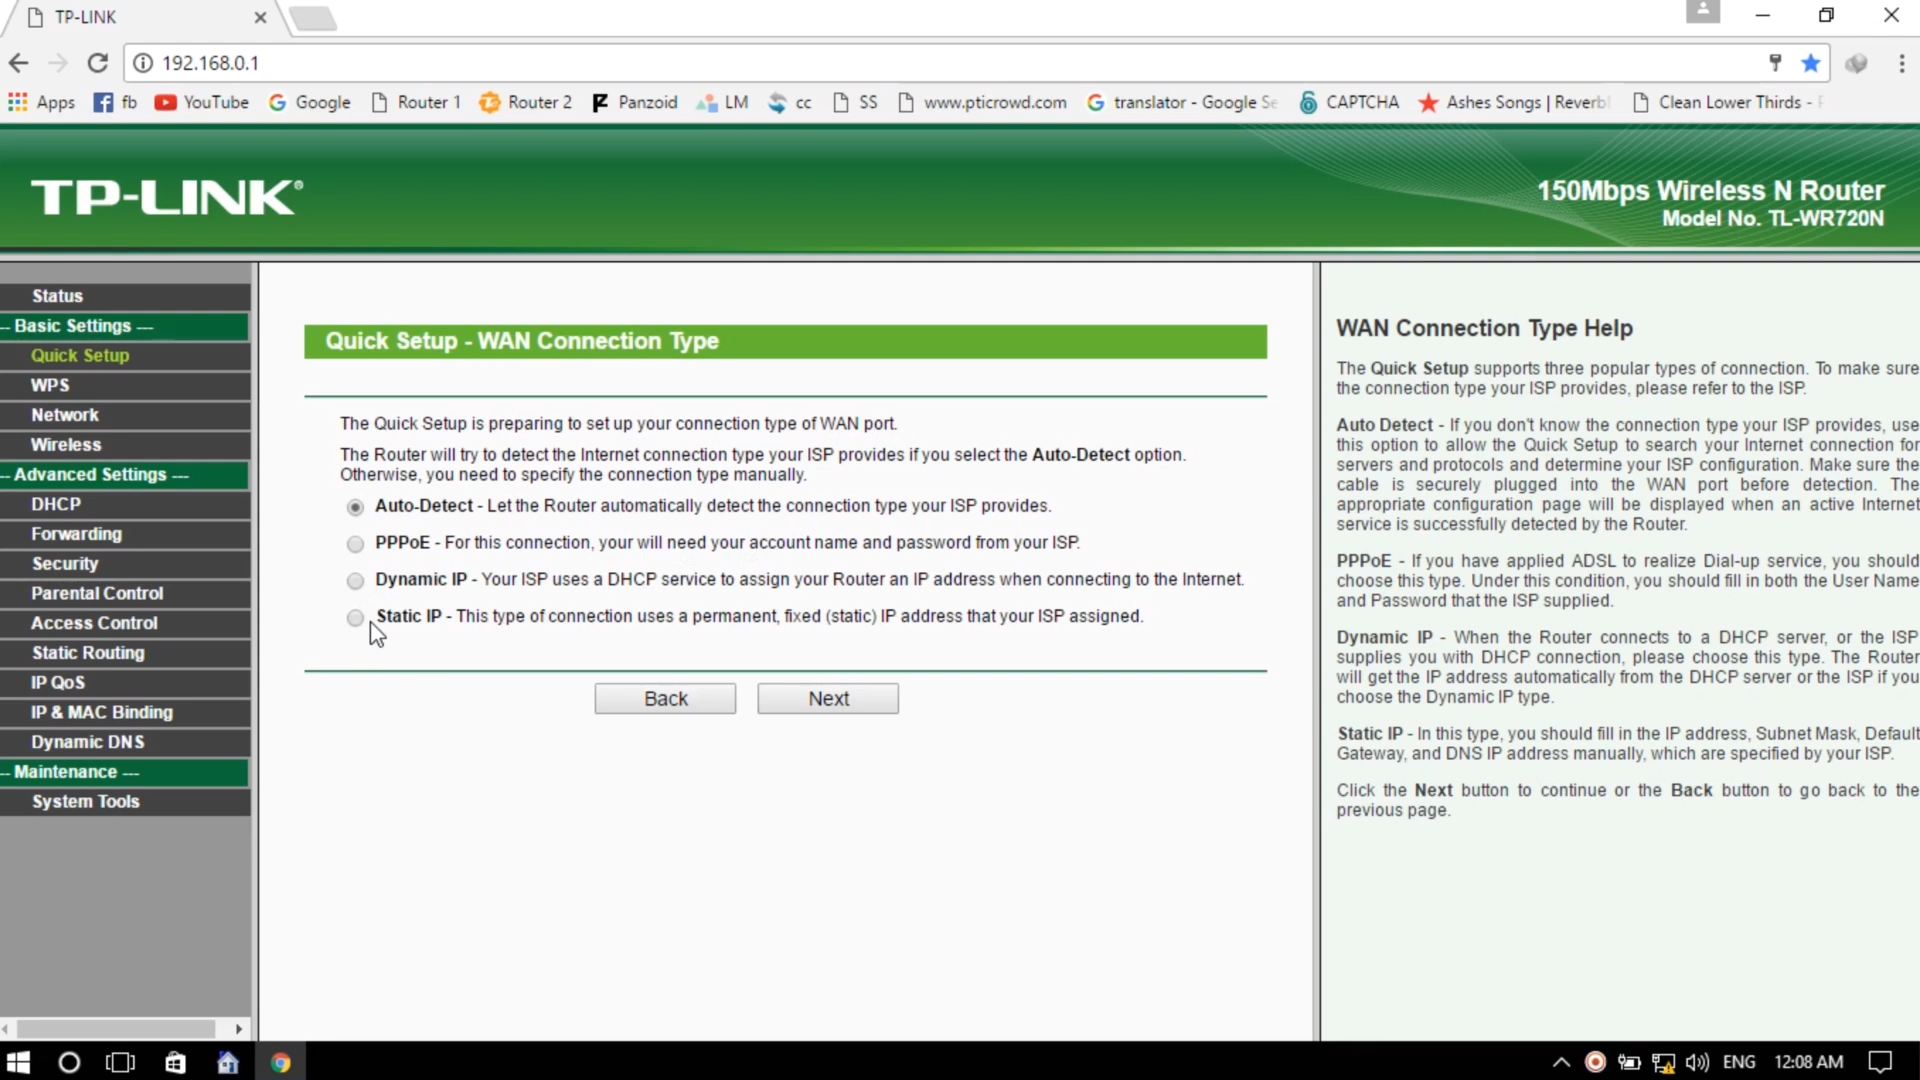 TP-LINK
192.168.0.1
Apps fb YouTube Google Router 1 Router 2 Panzoid LM cc SS www.pticrowd.com translator - Google Se CAPTCHA Ashes Songs | Reverb Clean Lower Thirds -
TP-LINK®
150Mbps Wireless N Router
Model No. TL-WR720N
Status
-- Basic Settings ---
Quick Setup
WPS
Network
Wireless
-- Advanced Settings ---
DHCP
Forwarding
Security
Parental Control
Access Control
Static Routing
IP QoS
IP & MAC Binding
Dynamic DNS
-- Maintenance ---
System Tools
Quick Setup - WAN Connection Type
The Quick Setup is preparing to set up your connection type of WAN port.
The Router will try to detect the Internet connection type your ISP provides if you select the Auto-Detect option.
Otherwise, you need to specify the connection type manually.
Auto-Detect - Let the Router automatically detect the connection type your ISP provides.
PPPoE - For this connection, your will need your account name and password from your ISP.
Dynamic IP - Your ISP uses a DHCP service to assign your Router an IP address when connecting to the Internet.
Static IP - This type of connection uses a permanent, fixed (static) IP address that your ISP assigned.
Back Next
WAN Connection Type Help
The Quick Setup supports three popular types of connection. To make sure
the connection type your ISP provides, please refer to the ISP.
Auto Detect - If you don't know the connection type your ISP provides, use
this option to allow the Quick Setup to search your Internet connection for
servers and protocols and determine your ISP configuration. Make sure the
cable is securely plugged into the WAN port before detection. The
appropriate configuration page will be displayed when an active Internet
service is successfully detected by the Router.
PPPoE - If you have applied ADSL to realize Dial-up service, you should
choose this type. Under this condition, you should fill in both the User Name
and Password that the ISP supplied.
Dynamic IP - When the Router connects to a DHCP server, or the ISP
supplies you with DHCP connection, please choose this type. The Router
will get the IP address automatically from the DHCP server or the ISP if you
choose the Dynamic IP type.
Static IP - In this type, you should fill in the IP address, Subnet Mask, Default
Gateway, and DNS IP address manually, which are specified by your ISP.
Click the Next button to continue or the Back button to go back to the
previous page.
ENG 12:08 AM